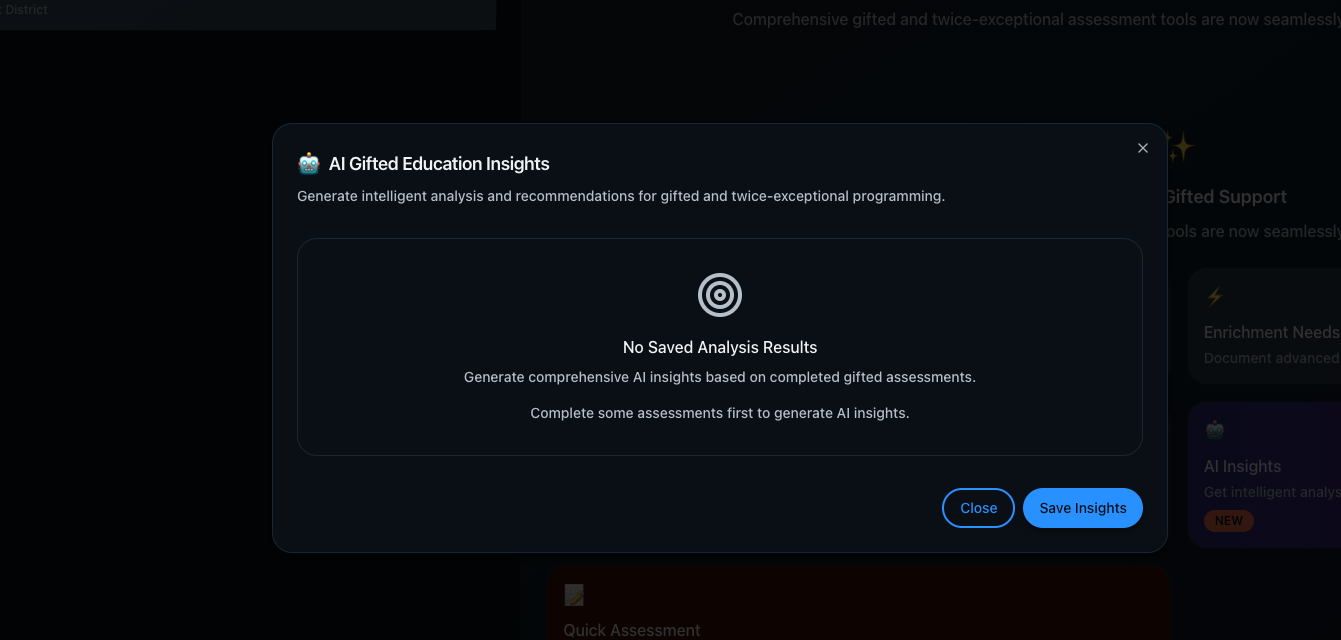 District
Comprehensive gifted and twice-exceptional assessment tools are now seamlessly
AI Gifted Education Insights
Generate intelligent analysis and recommendations for gifted and twice-exceptional programming.
No Saved Analysis Results
Generate comprehensive AI insights based on completed gifted assessments.
Complete some assessments first to generate AI insights.
Close
Save Insights
Gifted Support
ools are now seamlessly
Enrichment Needs
Document advanced
AI Insights
Get intelligent analys
NEW
Quick Assessment